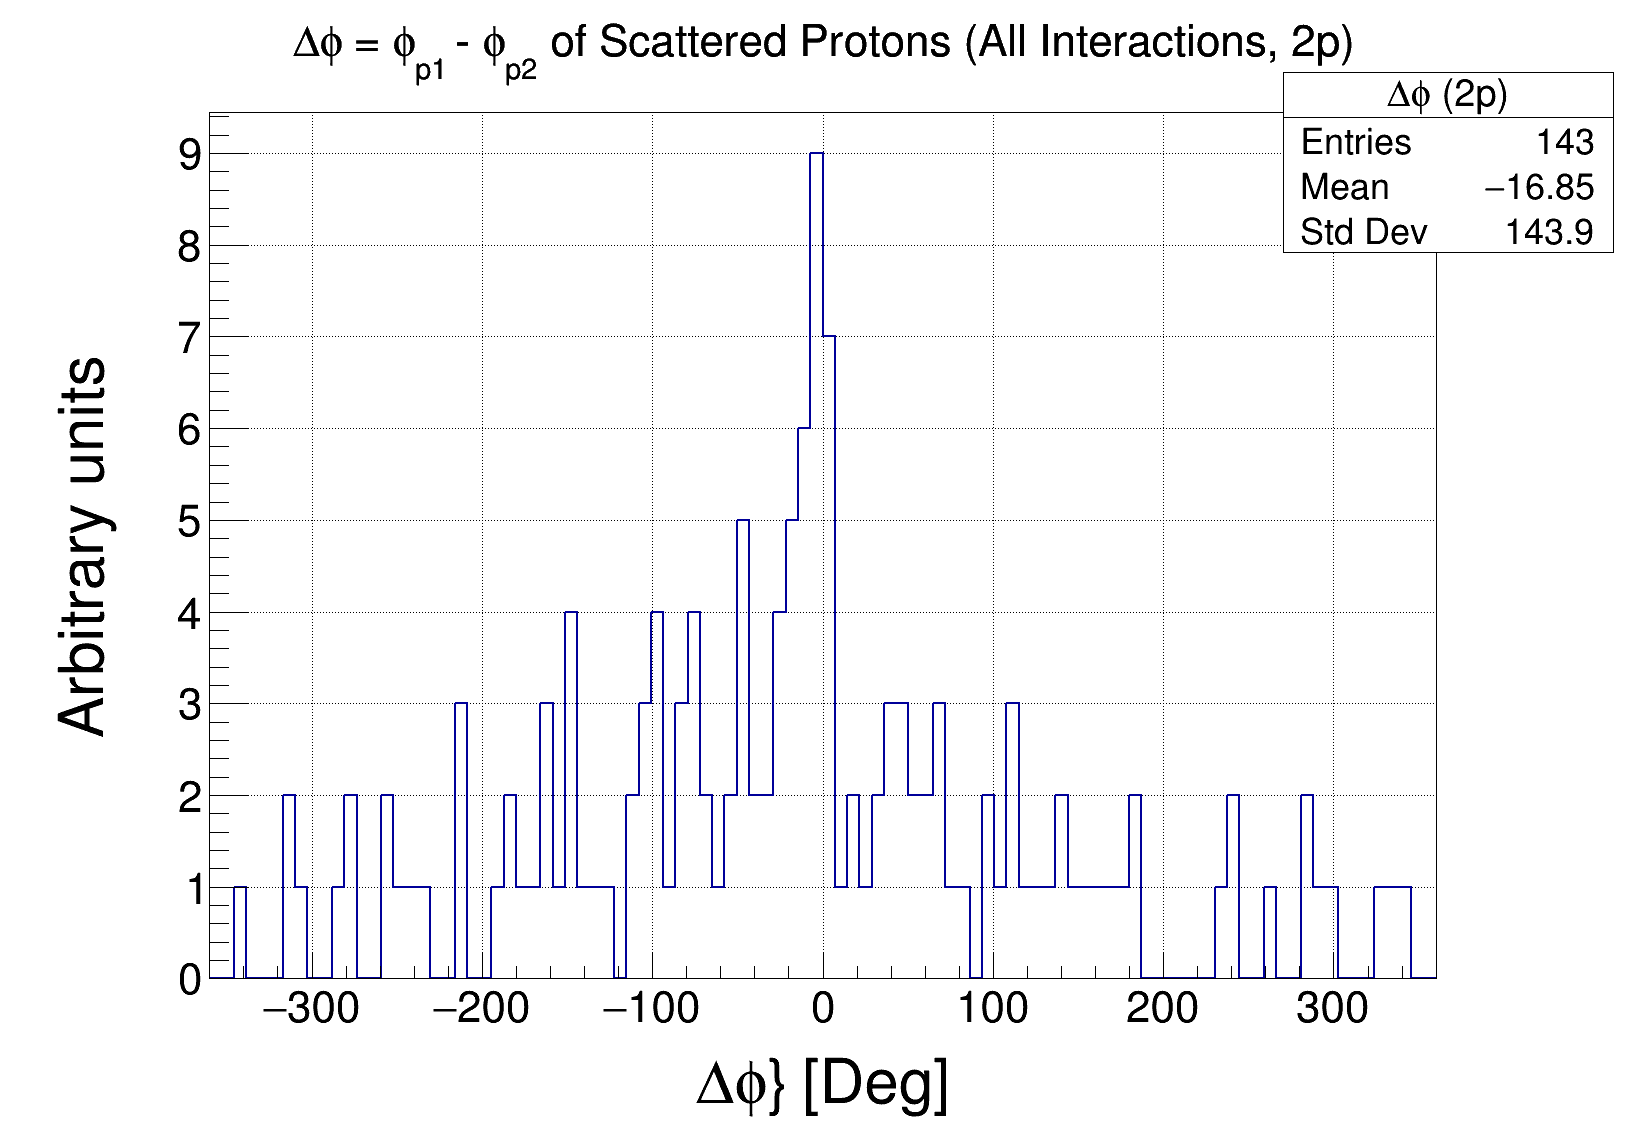 Δϕ = ϕp1 - ϕp2 of Scattered Protons (All Interactions, 2p)
Δϕ (2p)
Entries 143
Mean −16.85
Std Dev 143.9
9
8
7
6
5
4
3
2
1
0
Arbitrary units
−300 −200 −100 0 100 200 300
Δϕ} [Deg]